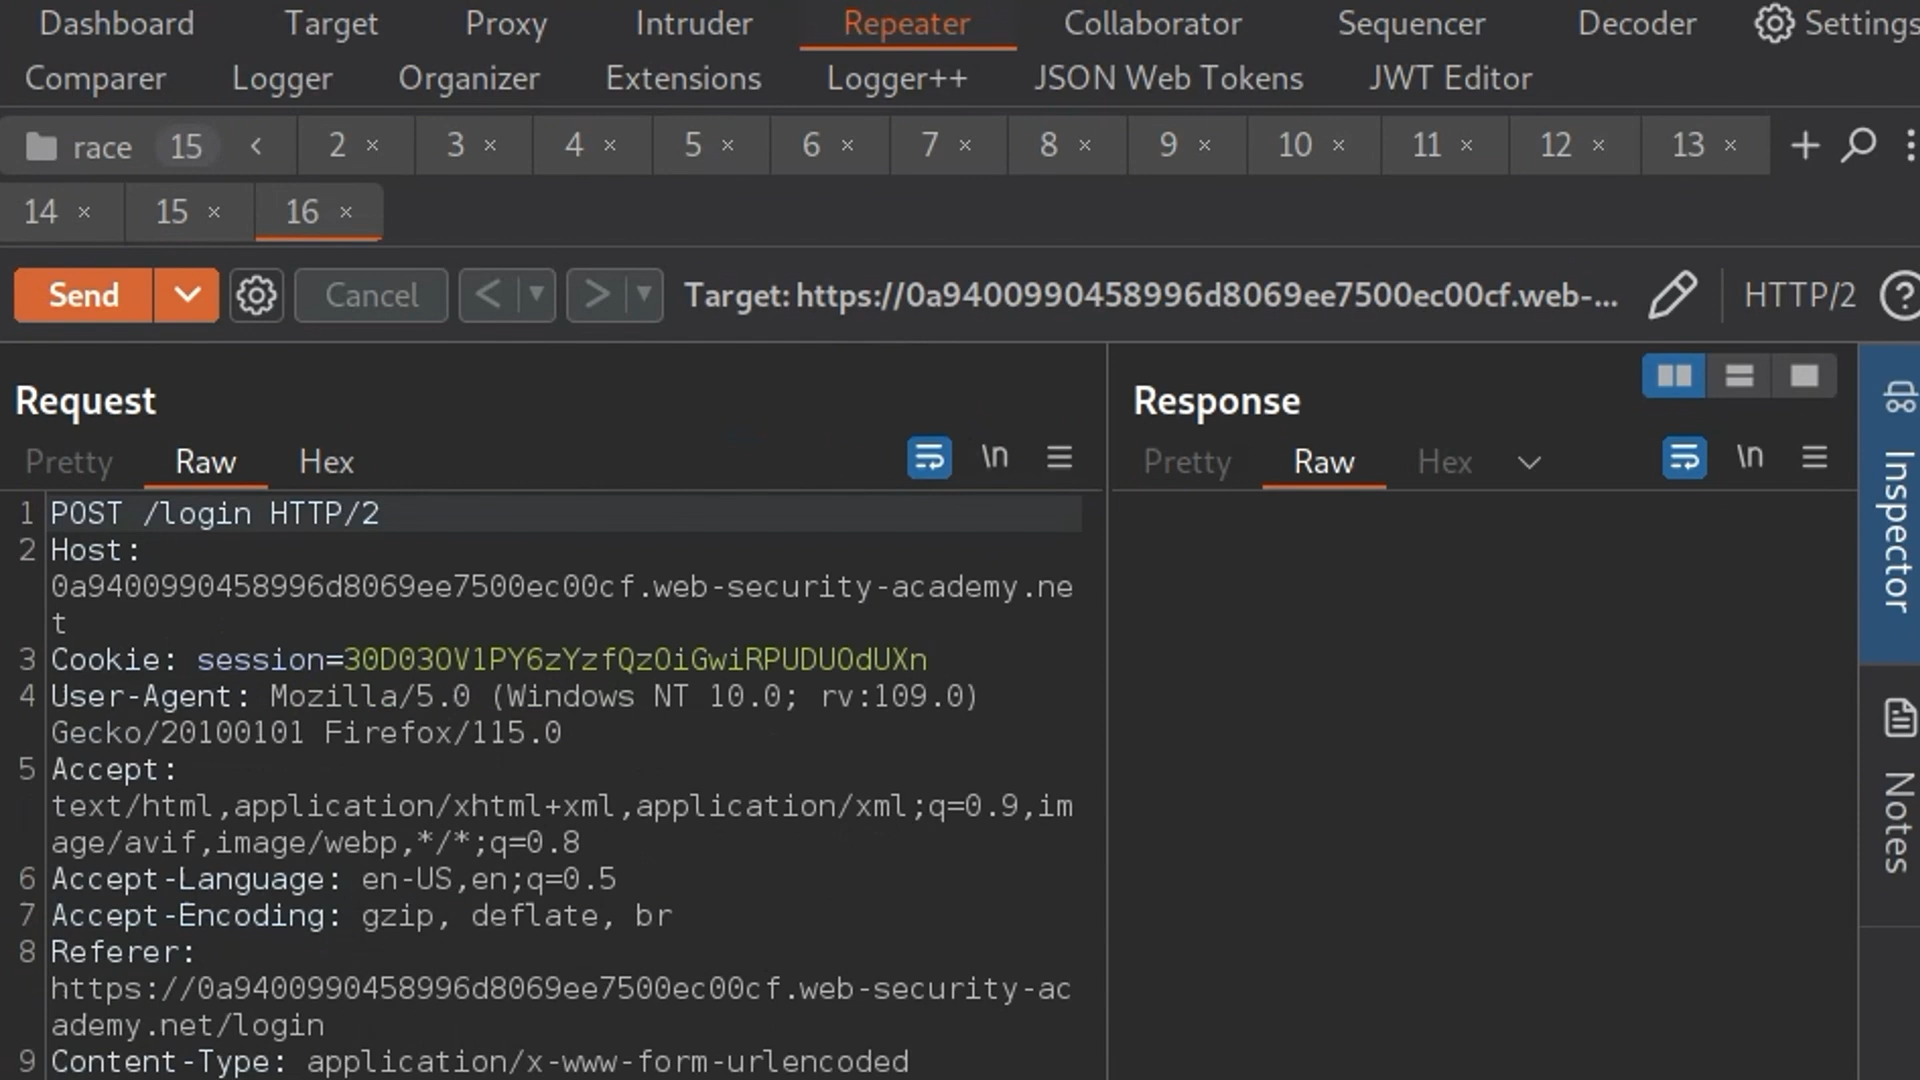 Dashboard Target Proxy Intruder Repeater Collaborator Sequencer Decoder Settings
Comparer Logger Organizer Extensions Logger++ JSON Web Tokens JWT Editor
race 15 < 2 × 3 × 4 × 5 × 6 × 7 × 8 × 9 × 10 × 11 × 12 × 13 × +
14 × 15 × 16 ×
Send Cancel < > Target: https://0a9400990458996d8069ee7500ec00cf.web-... HTTP/2 ?
Request
Response
Pretty Raw Hex \n
Pretty Raw Hex \n
Inspector
Notes
1 POST /login HTTP/2
2 Host:
0a9400990458996d8069ee7500ec00cf.web-security-academy.ne
t
3 Cookie: session=30D03OV1PY6zYzfQzOiGwiRPUDUOdUXn
4 User-Agent: Mozilla/5.0 (Windows NT 10.0; rv:109.0)
Gecko/20100101 Firefox/115.0
5 Accept:
text/html,application/xhtml+xml,application/xml;q=0.9,im
age/avif,image/webp,*/*;q=0.8
6 Accept-Language: en-US,en;q=0.5
7 Accept-Encoding: gzip, deflate, br
8 Referer:
https://0a9400990458996d8069ee7500ec00cf.web-security-ac
ademy.net/login
9 Content-Type: application/x-www-form-urlencoded